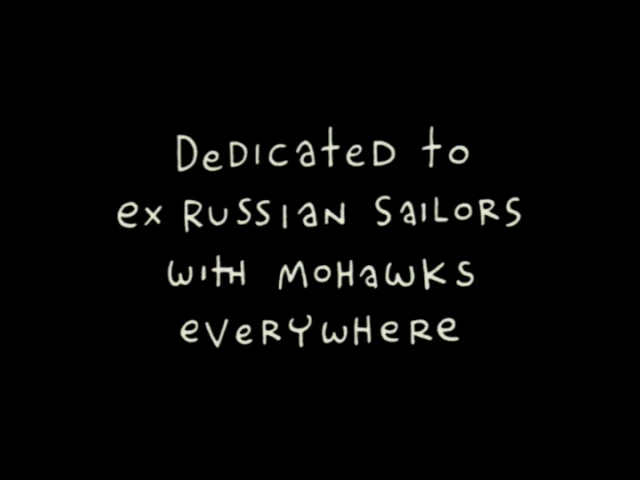 DeDICateD to
ex RUSSIaN SaILORS
WitH MOHaWKS
eVeRYWHeRe